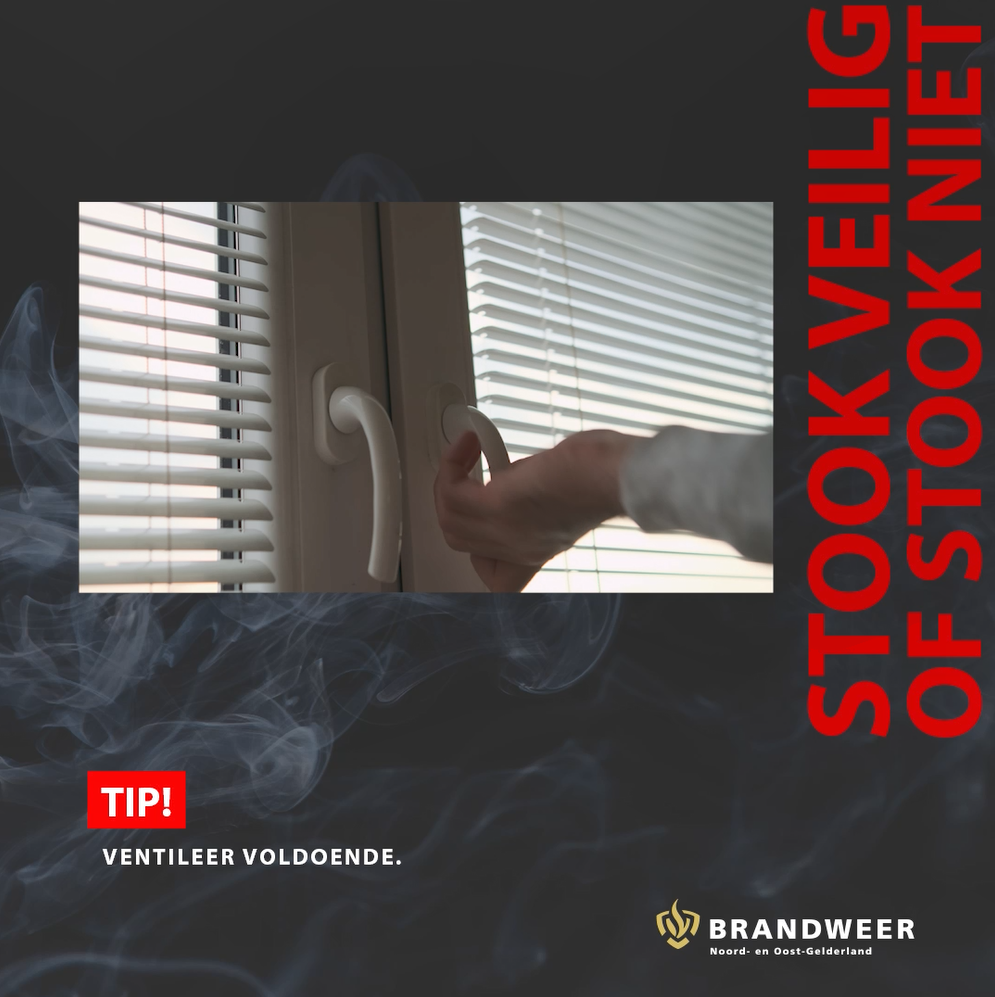 STOOK VEILIG
OF STOOK NIET
TIP!
VENTILEER VOLDOENDE.
BRANDWEER
Noord- en Oost-Gelderland